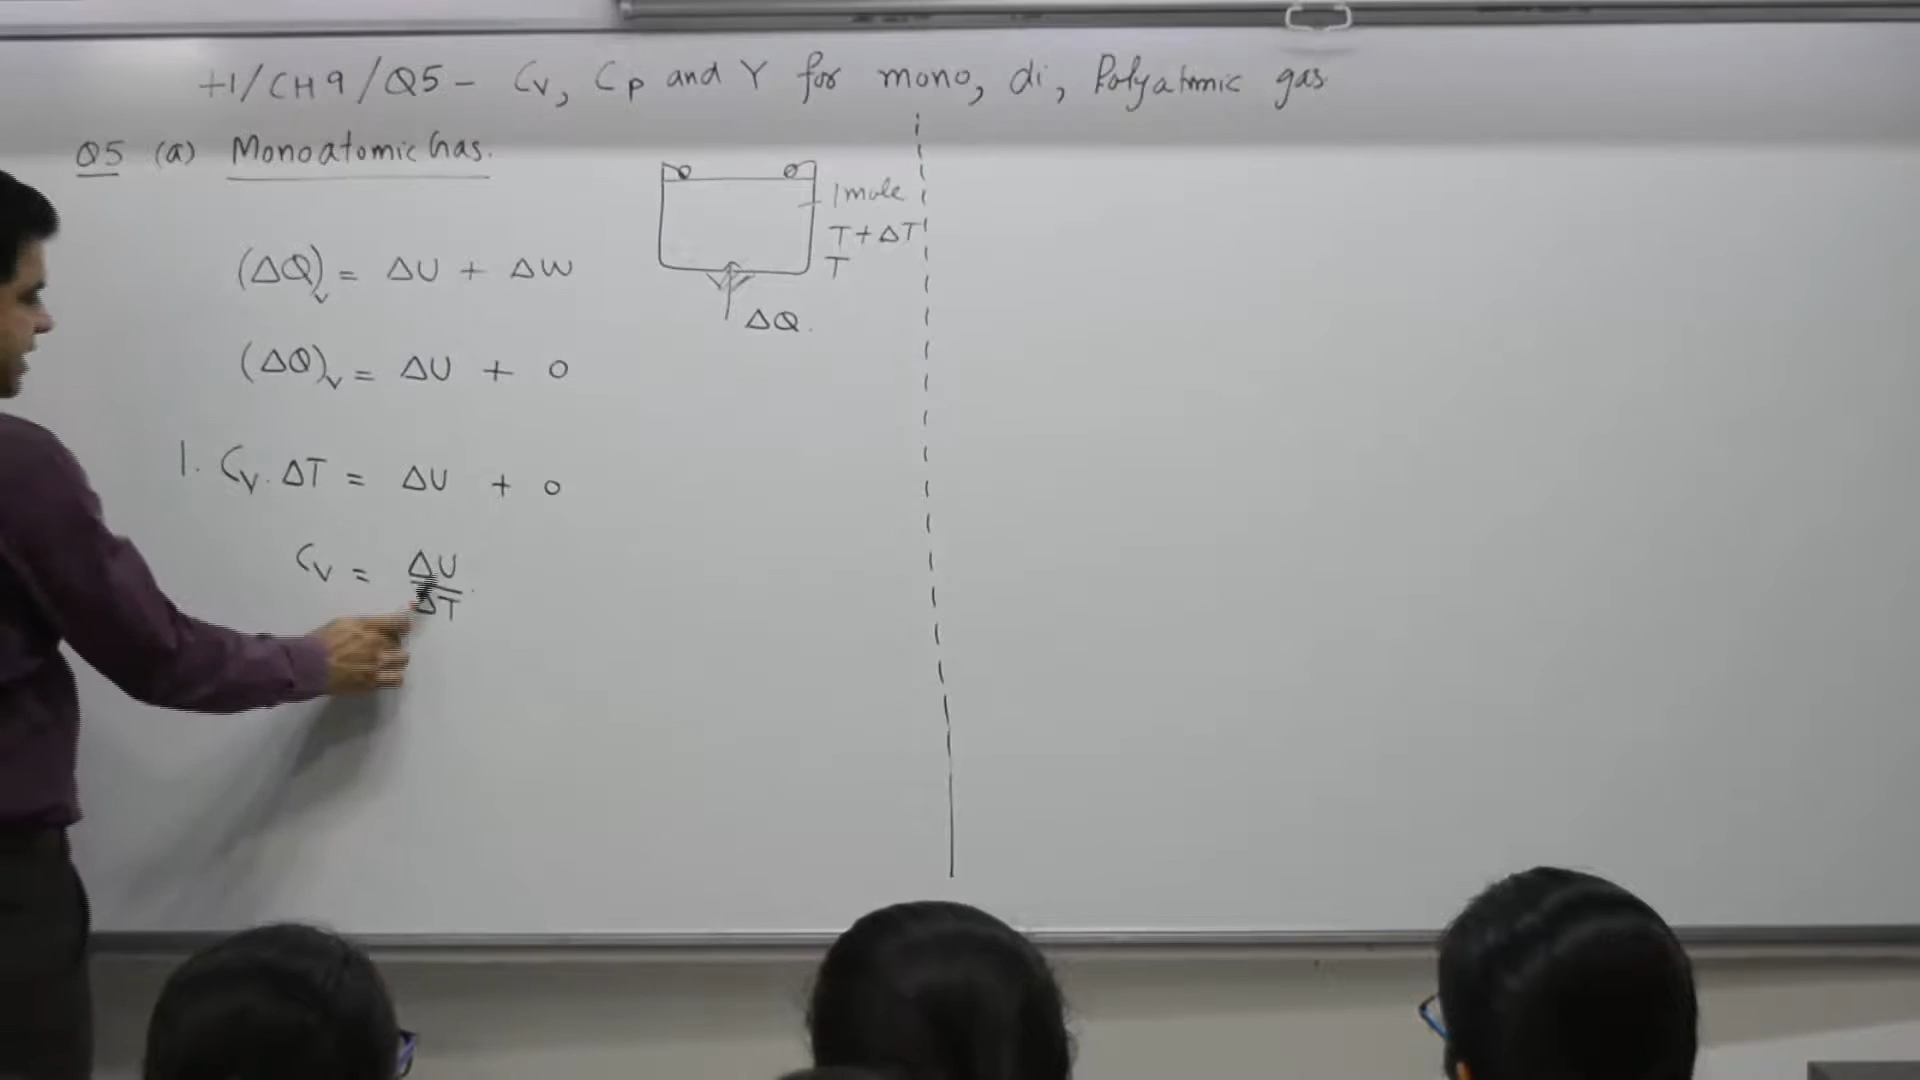 +1/CH9/Q5 - Cv, Cp and γ for mono, di, Polyatomic gas
Q5 (a) Monoatomic Gas.
1 mole
T + ΔT
T
ΔQ.
(ΔQ)v = ΔU + ΔW
(ΔQ)v = ΔU + 0
1. Cv. ΔT = ΔU + 0
Cv = ΔU/ΔT